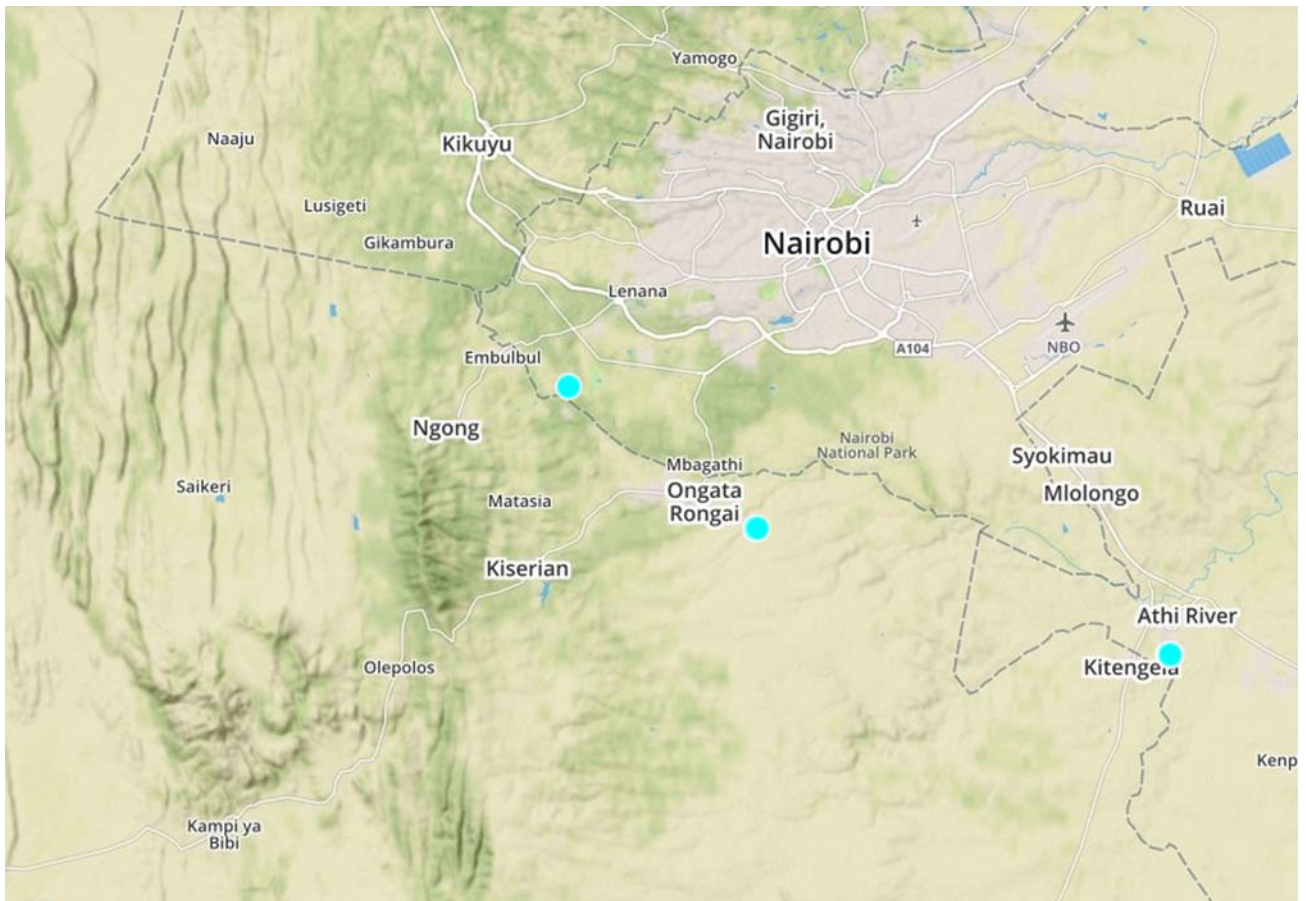 Yamogo
Gigiri,
Nairobi
Naaju
Kikuyu
Lusigeti
Ruai
Gikambura
Nairobi
Lenana
A104
NBO
Embulbul
Ngong
Nairobi
National Park
Syokimau
Mbagathi
Saikeri
Ongata
Rongai
Mlolongo
Matasia
Kiserian
Athi River
Olepolos
Kitengela
Kenp
Kampi ya
Bibi